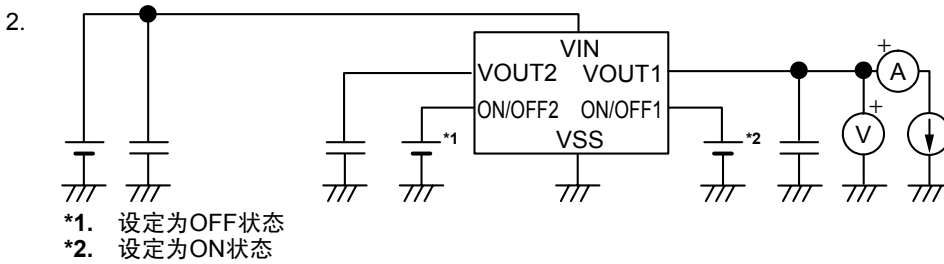 2.
VIN
VOUT2 VOUT1
ON/OFF2 ON/OFF1
VSS
*1
*2
+
A
+
V
*1. 设定为OFF状态
*2. 设定为ON状态